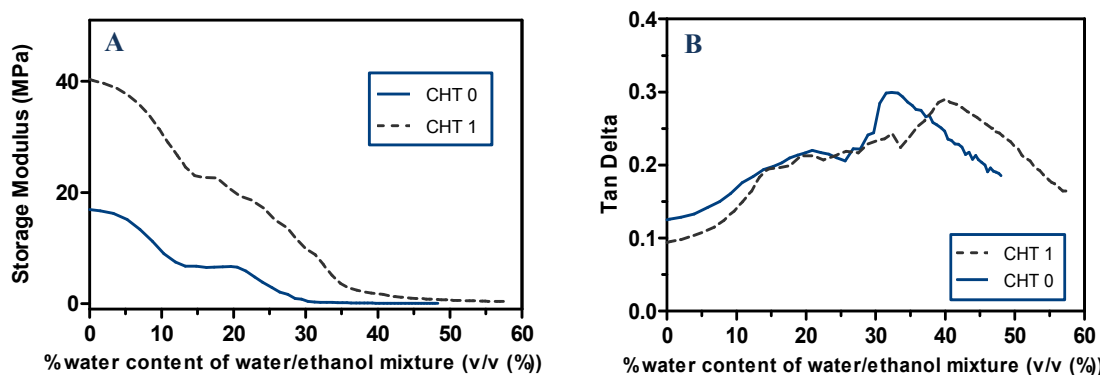 A
Storage Modulus (MPa)
40
20
0
CHT 0
CHT 1
0 10 20 30 40 50 60
% water content of water/ethanol mixture (v/v (%))
B
Tan Delta
0.4
0.3
0.2
0.1
0.0
CHT 1
CHT 0
0 10 20 30 40 50 60
% water content of water/ethanol mixture (v/v (%))